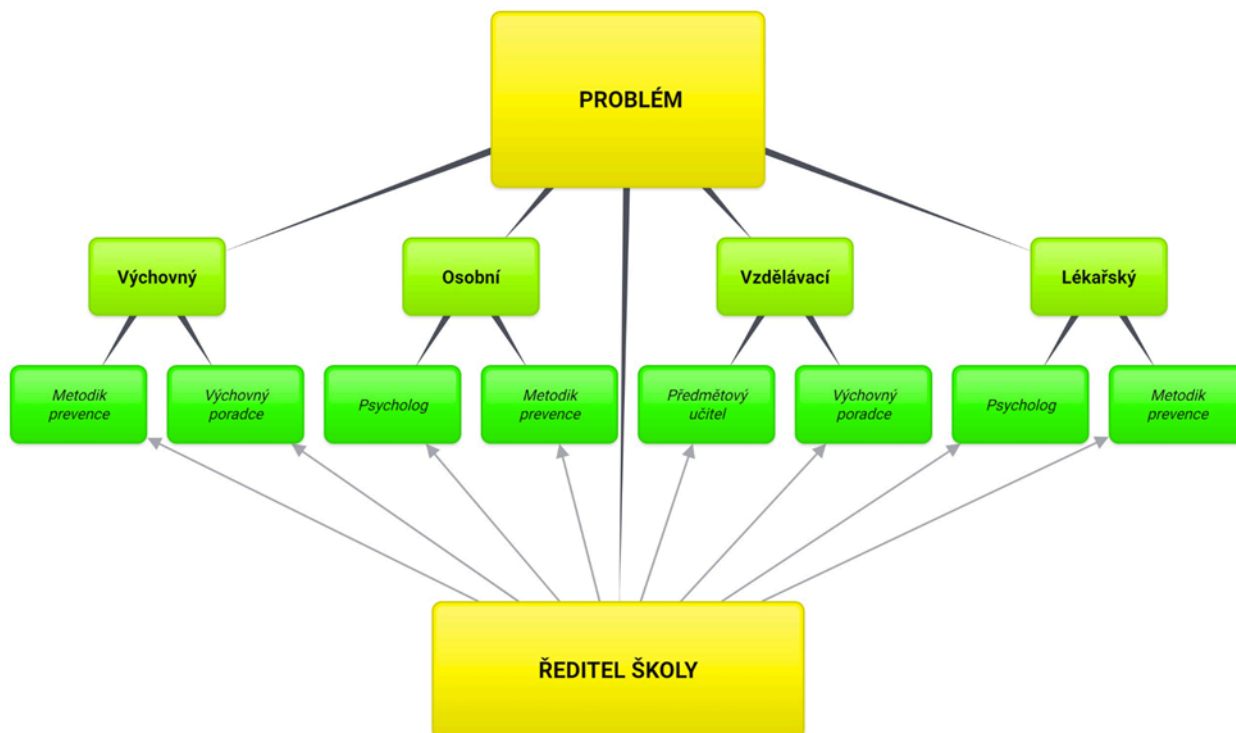 PROBLÉM
Výchovný
Osobní
Vzdělávací
Lékařský
Metodik
prevence
Výchovný
poradce
Psycholog
Metodik
prevence
Předmětový
učitel
Výchovný
poradce
Psycholog
Metodik
prevence
ŘEDITEL ŠKOLY